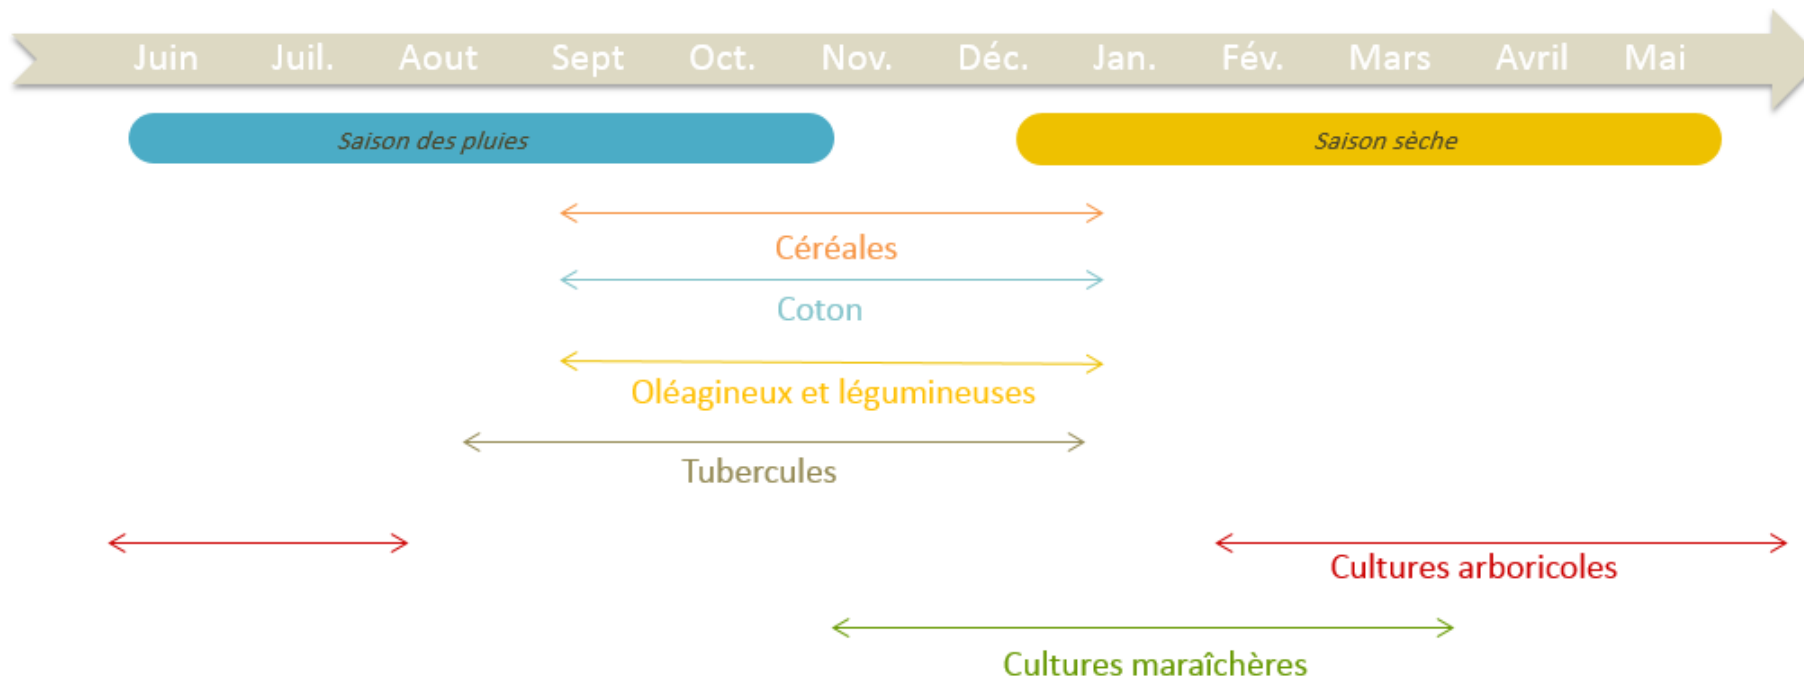 Juin Juil. Aout Sept Oct. Nov. Déc. Jan. Fév. Mars Avril Mai
Saison des pluies Saison sèche
Céréales
Coton
Oléagineux et légumineuses
Tubercules
Cultures arboricoles
Cultures maraîchères